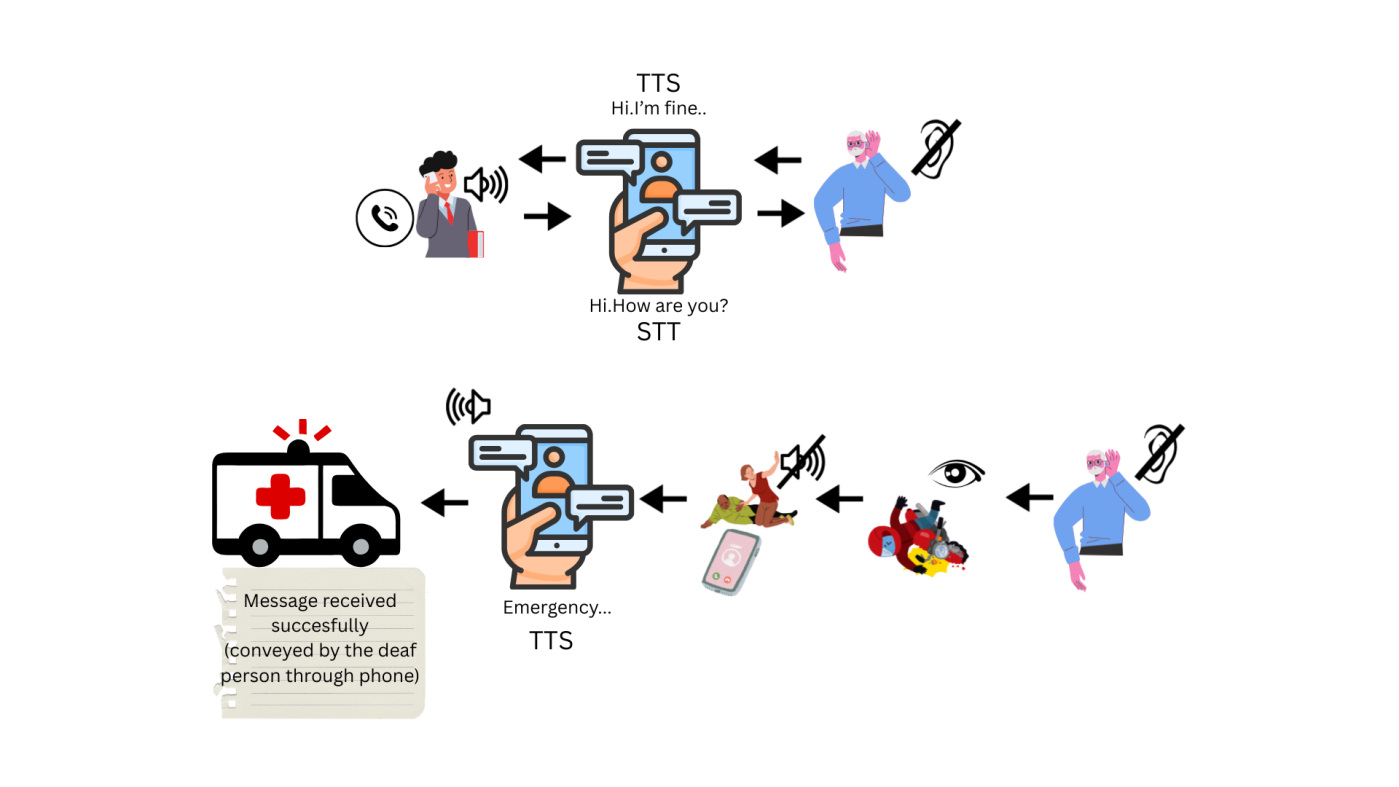 TTS
Hi.I'm fine..
Hi.How are you?
STT
Emergency...
TTS
Message received
succesfully
(conveyed by the deaf
person through phone)